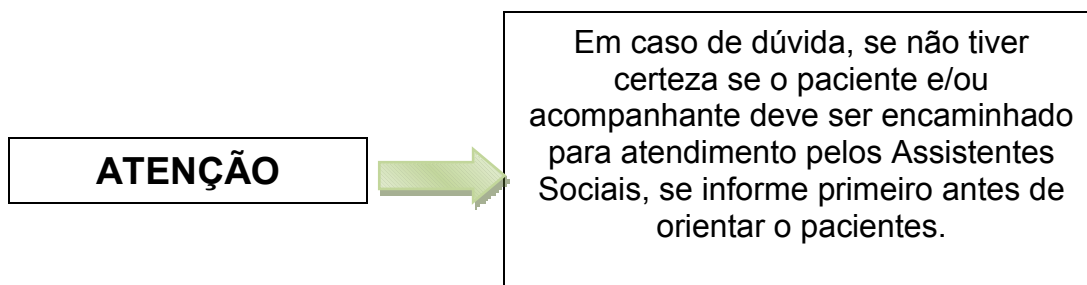 ATENÇÃO
Em caso de dúvida, se não tiver
certeza se o paciente e/ou
acompanhante deve ser encaminhado
para atendimento pelos Assistentes
Sociais, se informe primeiro antes de
orientar o pacientes.